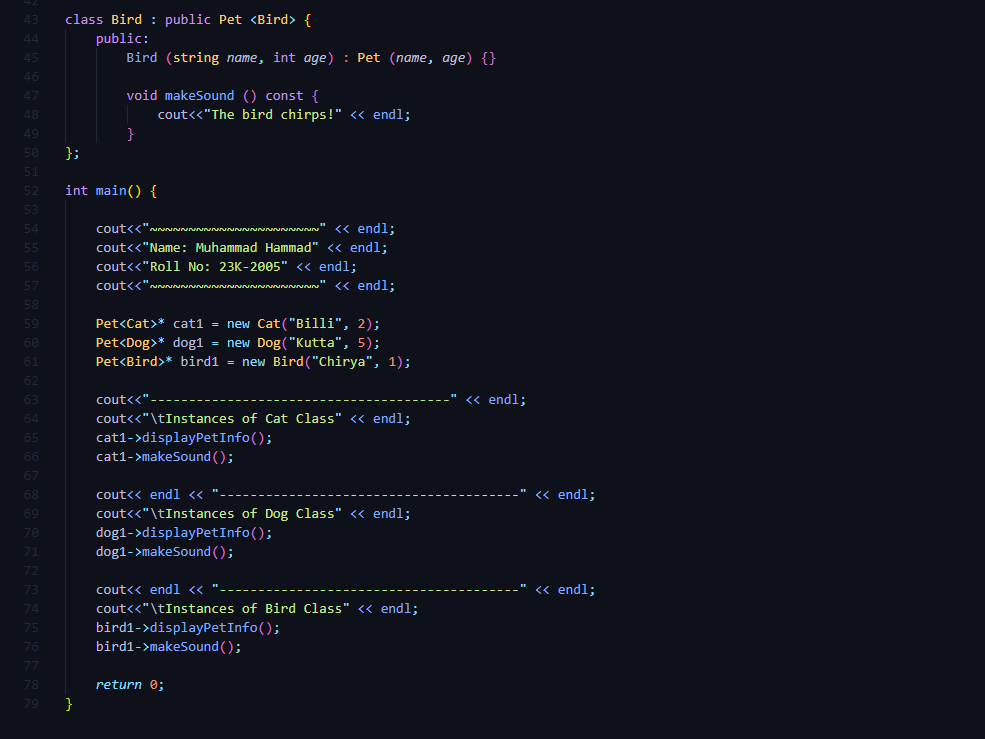 42
43 class Bird : public Pet <Bird> {
44 public:
45 Bird (string name, int age) : Pet (name, age) {}
46
47 void makeSound () const {
48 cout<<"The bird chirps!" << endl;
49 }
50 };
51
52 int main() {
53
54 cout<<"~~~~~~~~~~~~~~~~~~~~~~" << endl;
55 cout<<"Name: Muhammad Hammad" << endl;
56 cout<<"Roll No: 23K-2005" << endl;
57 cout<<"~~~~~~~~~~~~~~~~~~~~~~" << endl;
58
59 Pet<Cat>* cat1 = new Cat("Billi", 2);
60 Pet<Dog>* dog1 = new Dog("Kutta", 5);
61 Pet<Bird>* bird1 = new Bird("Chirya", 1);
62
63 cout<<"---------------------------------------" << endl;
64 cout<<"\tInstances of Cat Class" << endl;
65 cat1->displayPetInfo();
66 cat1->makeSound();
67
68 cout<< endl << "---------------------------------------" << endl;
69 cout<<"\tInstances of Dog Class" << endl;
70 dog1->displayPetInfo();
71 dog1->makeSound();
72
73 cout<< endl << "---------------------------------------" << endl;
74 cout<<"\tInstances of Bird Class" << endl;
75 bird1->displayPetInfo();
76 bird1->makeSound();
77
78 return 0;
79 }